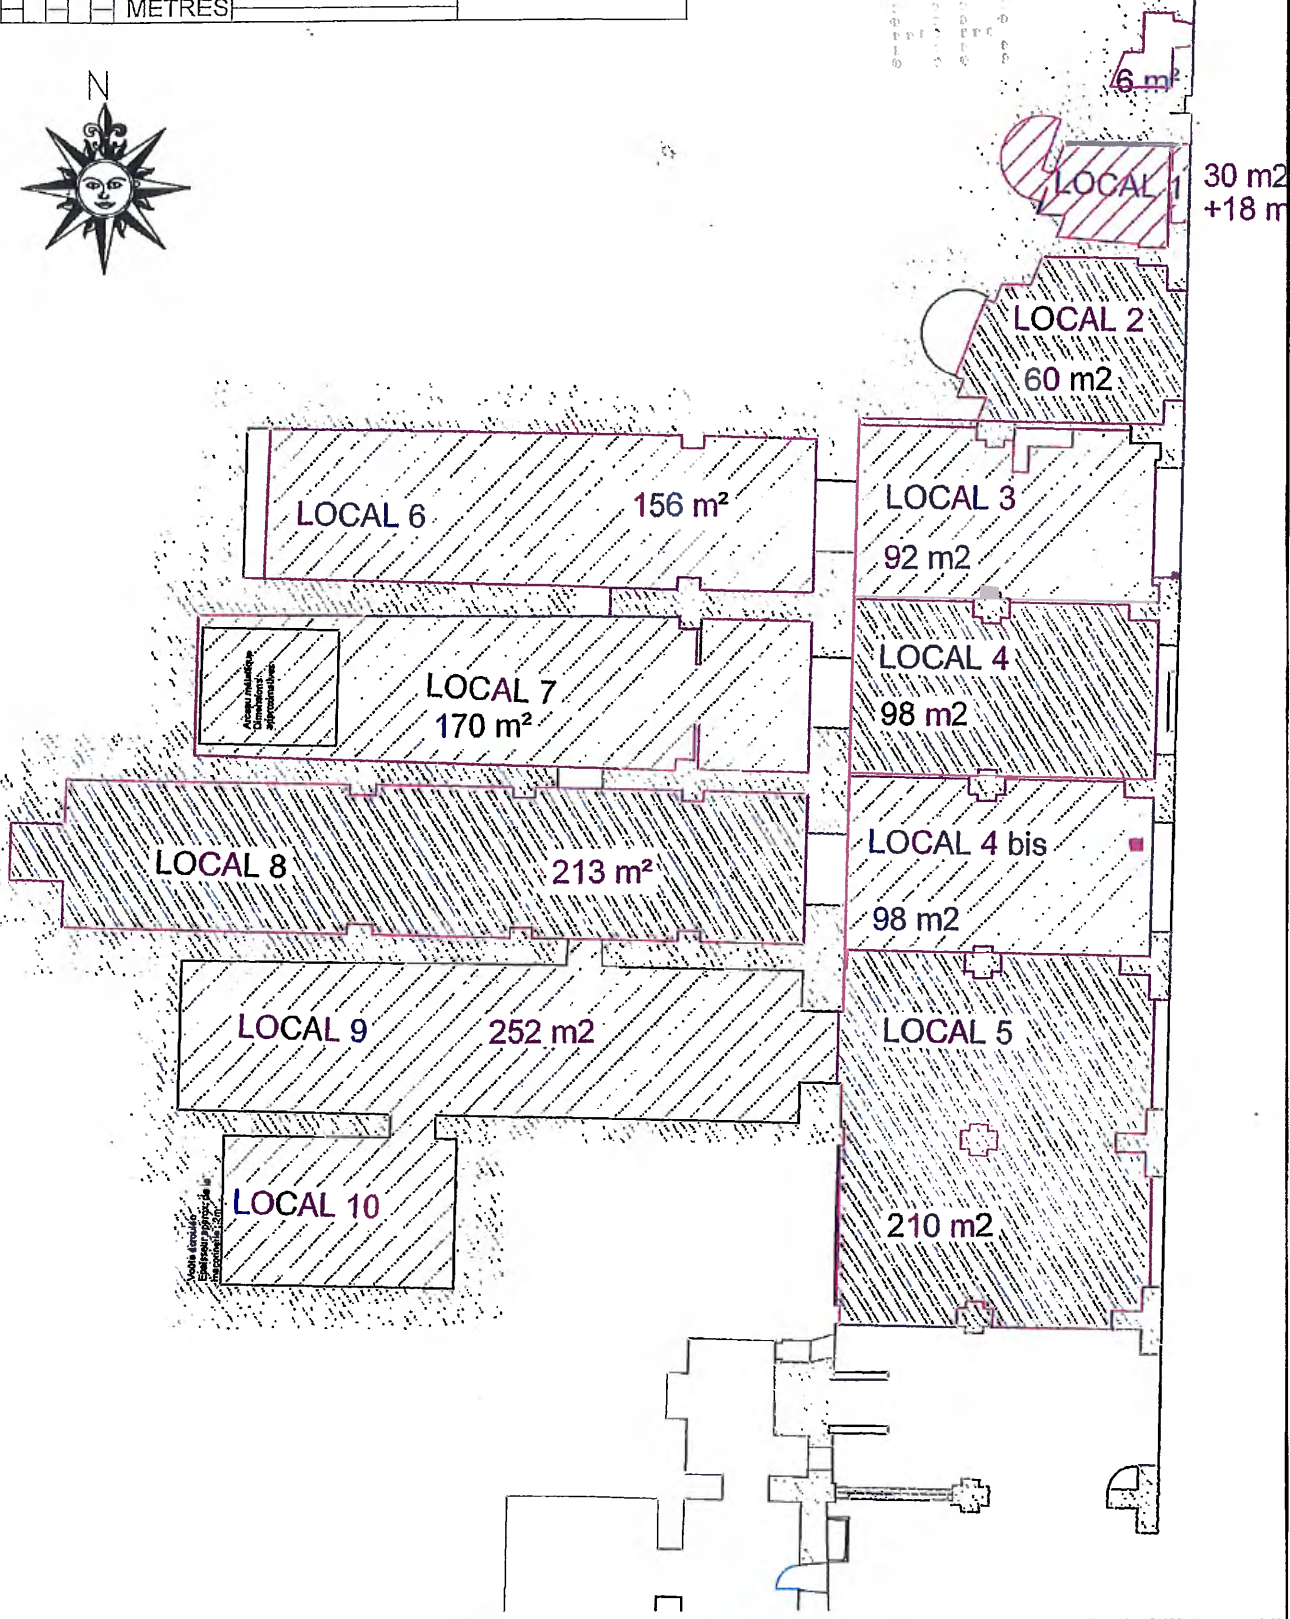 METRES
N
6 m²
LOCAL 1
30 m2
+18 m
LOCAL 2
60 m2
LOCAL 6
156 m²
LOCAL 3
92 m2
LOCAL 7
170 m²
LOCAL 4
98 m2
LOCAL 8
213 m²
LOCAL 4 bis
98 m2
LOCAL 9
252 m2
LOCAL 5
LOCAL 10
210 m2